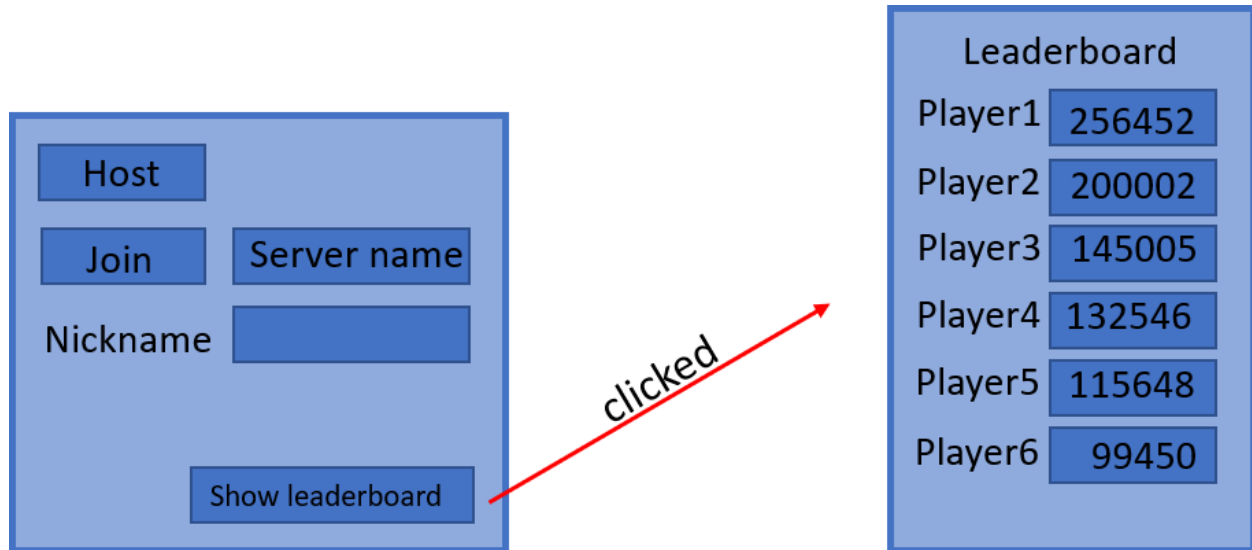 Host
Join
Server name
Nickname
Show leaderboard
clicked
Leaderboard
Player1 256452
Player2 200002
Player3 145005
Player4 132546
Player5 115648
Player6 99450